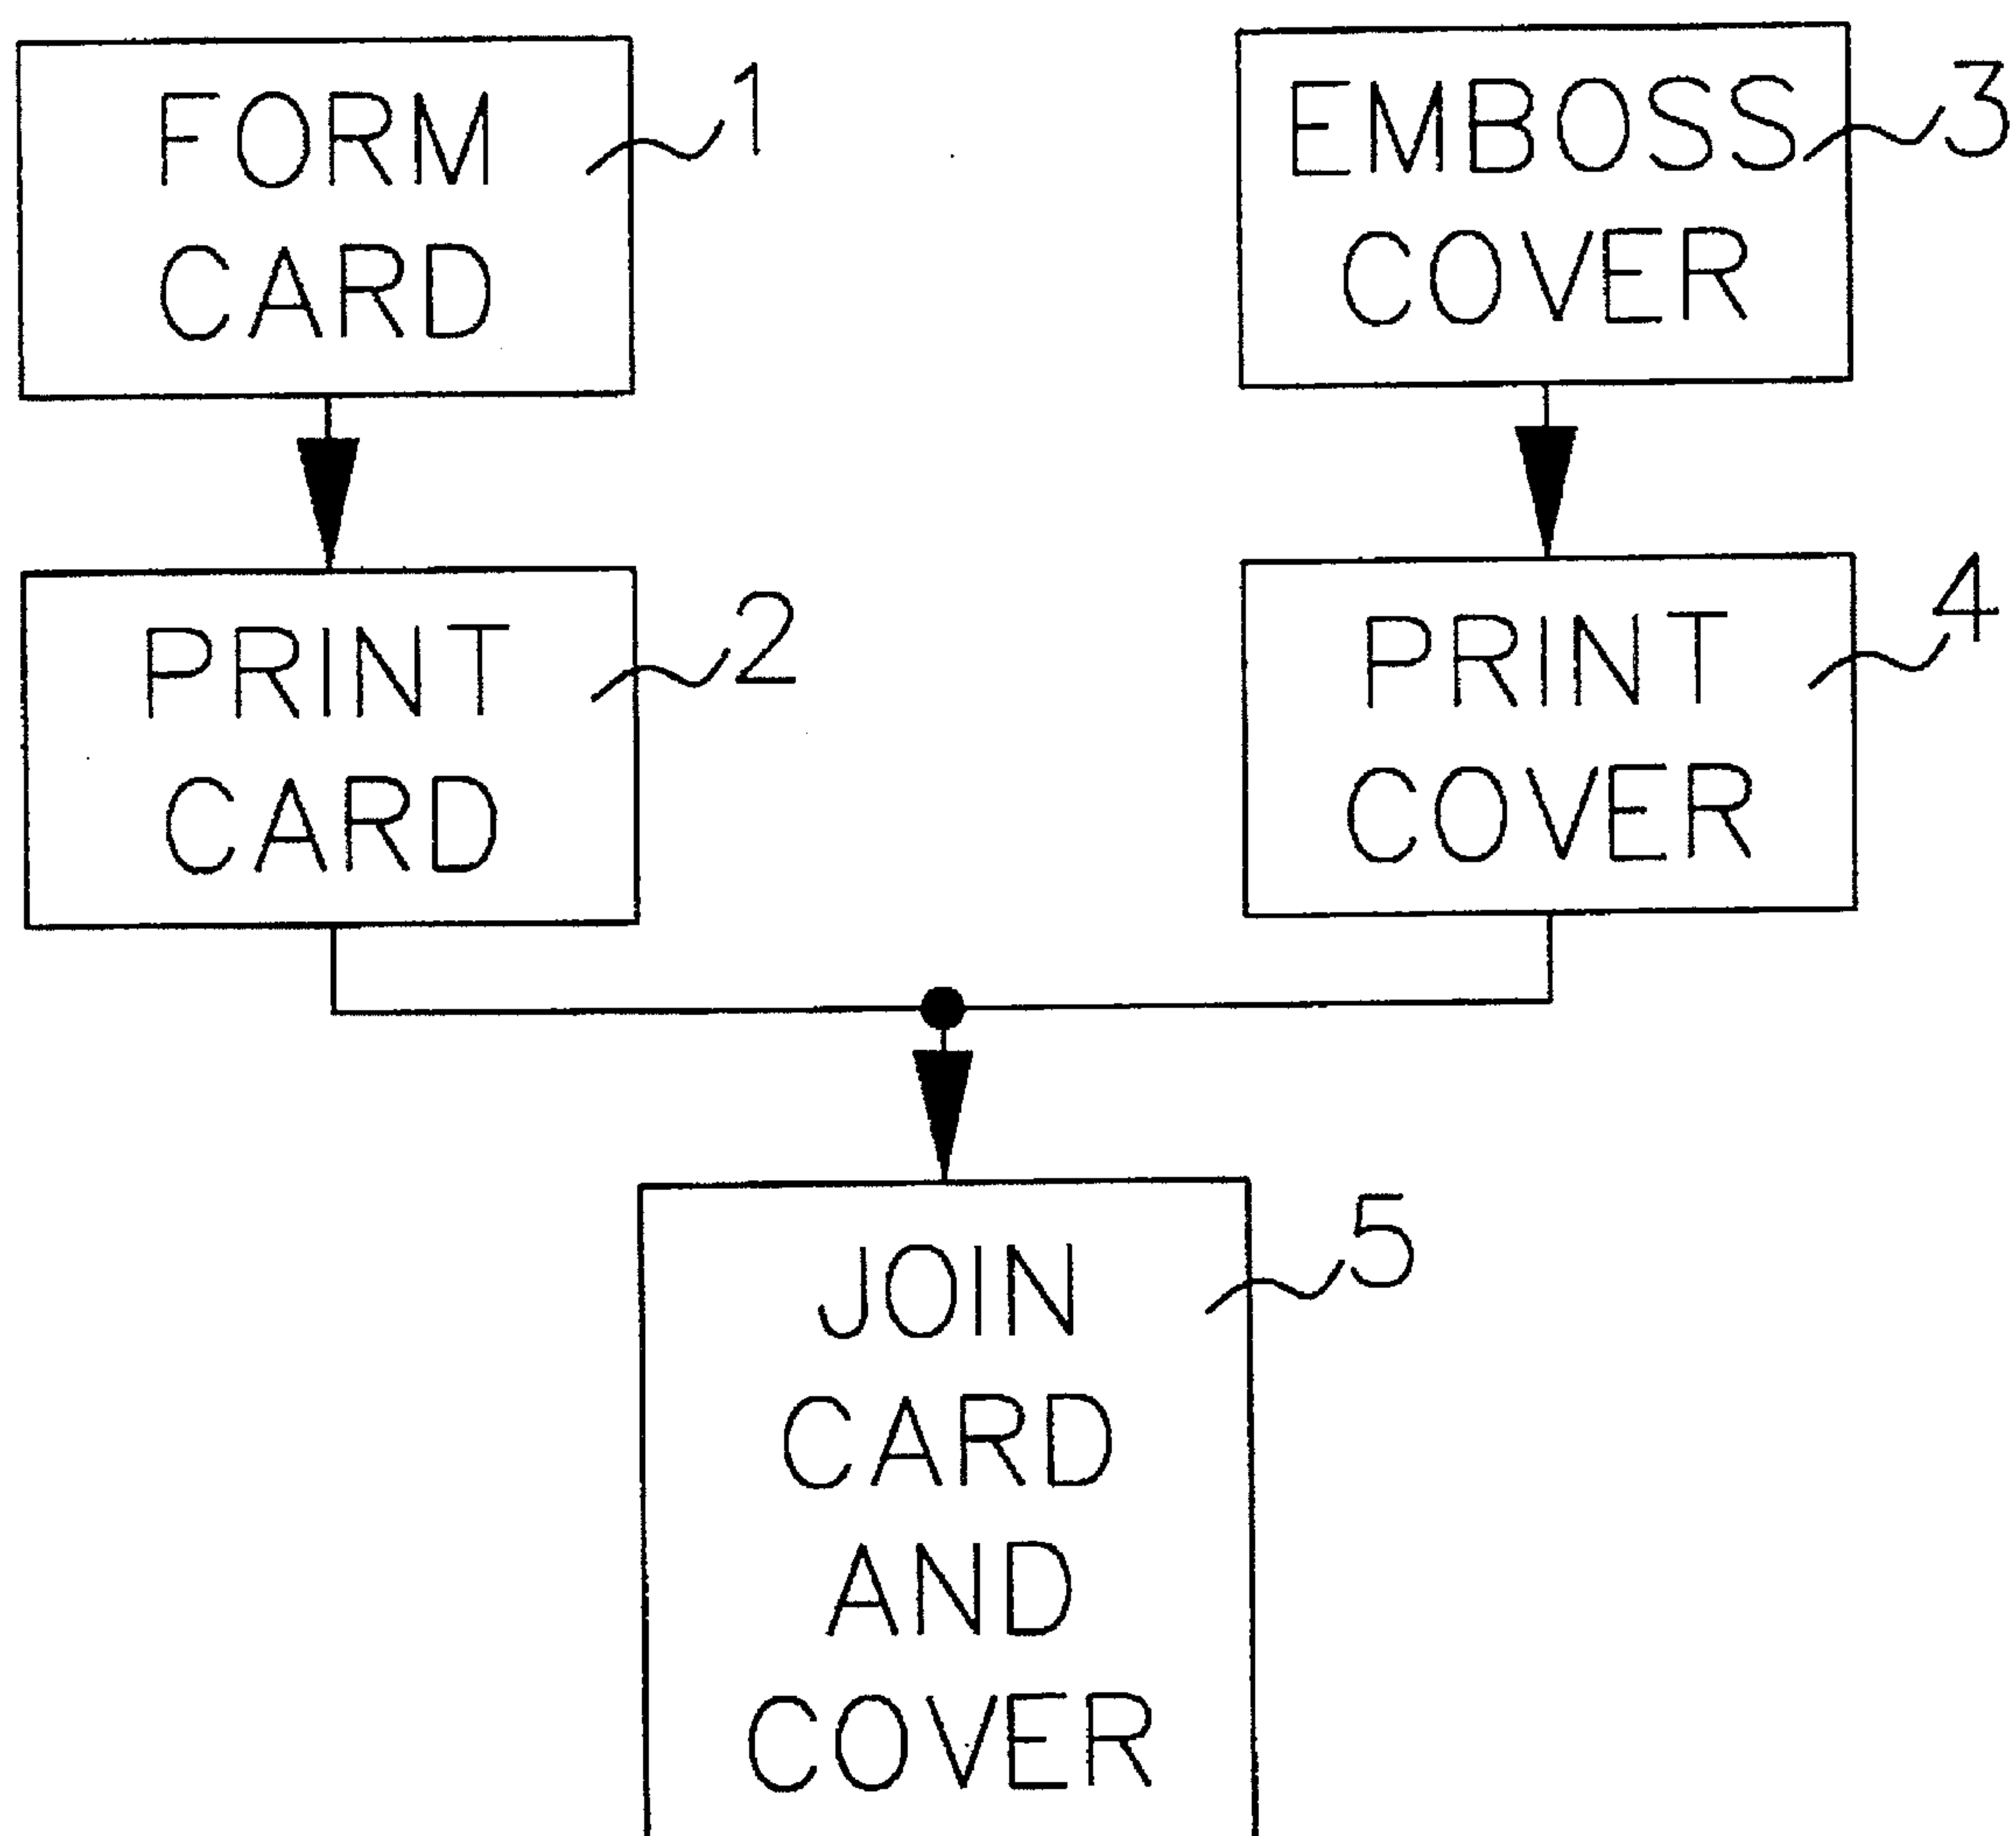 FORM
CARD
1
EMBOSS
COVER
3
PRINT
CARD
2
PRINT
COVER
4
JOIN
CARD
AND
COVER
5